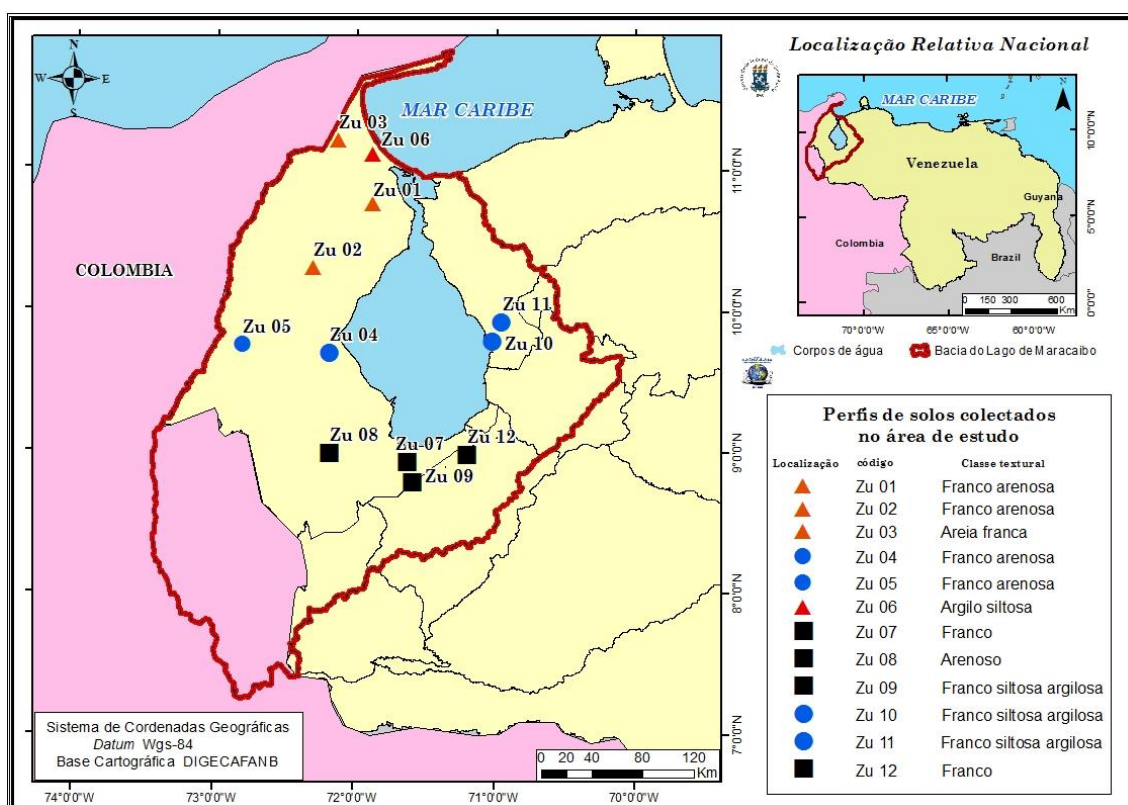 N
W E
S
MAR CARIBE
Zu 03
Zu 06
Zu 01
Zu 02
COLOMBIA
Zu 05
Zu 04
Zu 11
Zu 10
Zu 08
Zu-07
Zu 12
Zu 09
11°0'0"N
10°0'0"N
9°0'0"N
8°0'0"N
7°0'0"N
Sistema de Cordenadas Geográficas
Datum Wgs-84
Base Cartográfica DIGECAFANB
0 20 40 60 80 120
Km
74°0'0"W 73°0'0"W 72°0'0"W 71°0'0"W 70°0'0"W
Localização Relativa Nacional
N
MAR CARIBE
Venezuela
Guyana
Colombia
Brazil
0 150 300 600
Km
10°0'0"N
5°0'0"N
0°0'0"
70°0'0"W 65°0'0"W 60°0'0"W
Corpos de água Bacia do Lago de Maracaibo
Perfis de solos colectados
no área de estudo
Localização código Classe textural
Zu 01 Franco arenosa
Zu 02 Franco arenosa
Zu 03 Areia franca
Zu 04 Franco arenosa
Zu 05 Franco arenosa
Zu 06 Argilo siltosa
Zu 07 Franco
Zu 08 Arenoso
Zu 09 Franco siltosa argilosa
Zu 10 Franco siltosa argilosa
Zu 11 Franco siltosa argilosa
Zu 12 Franco